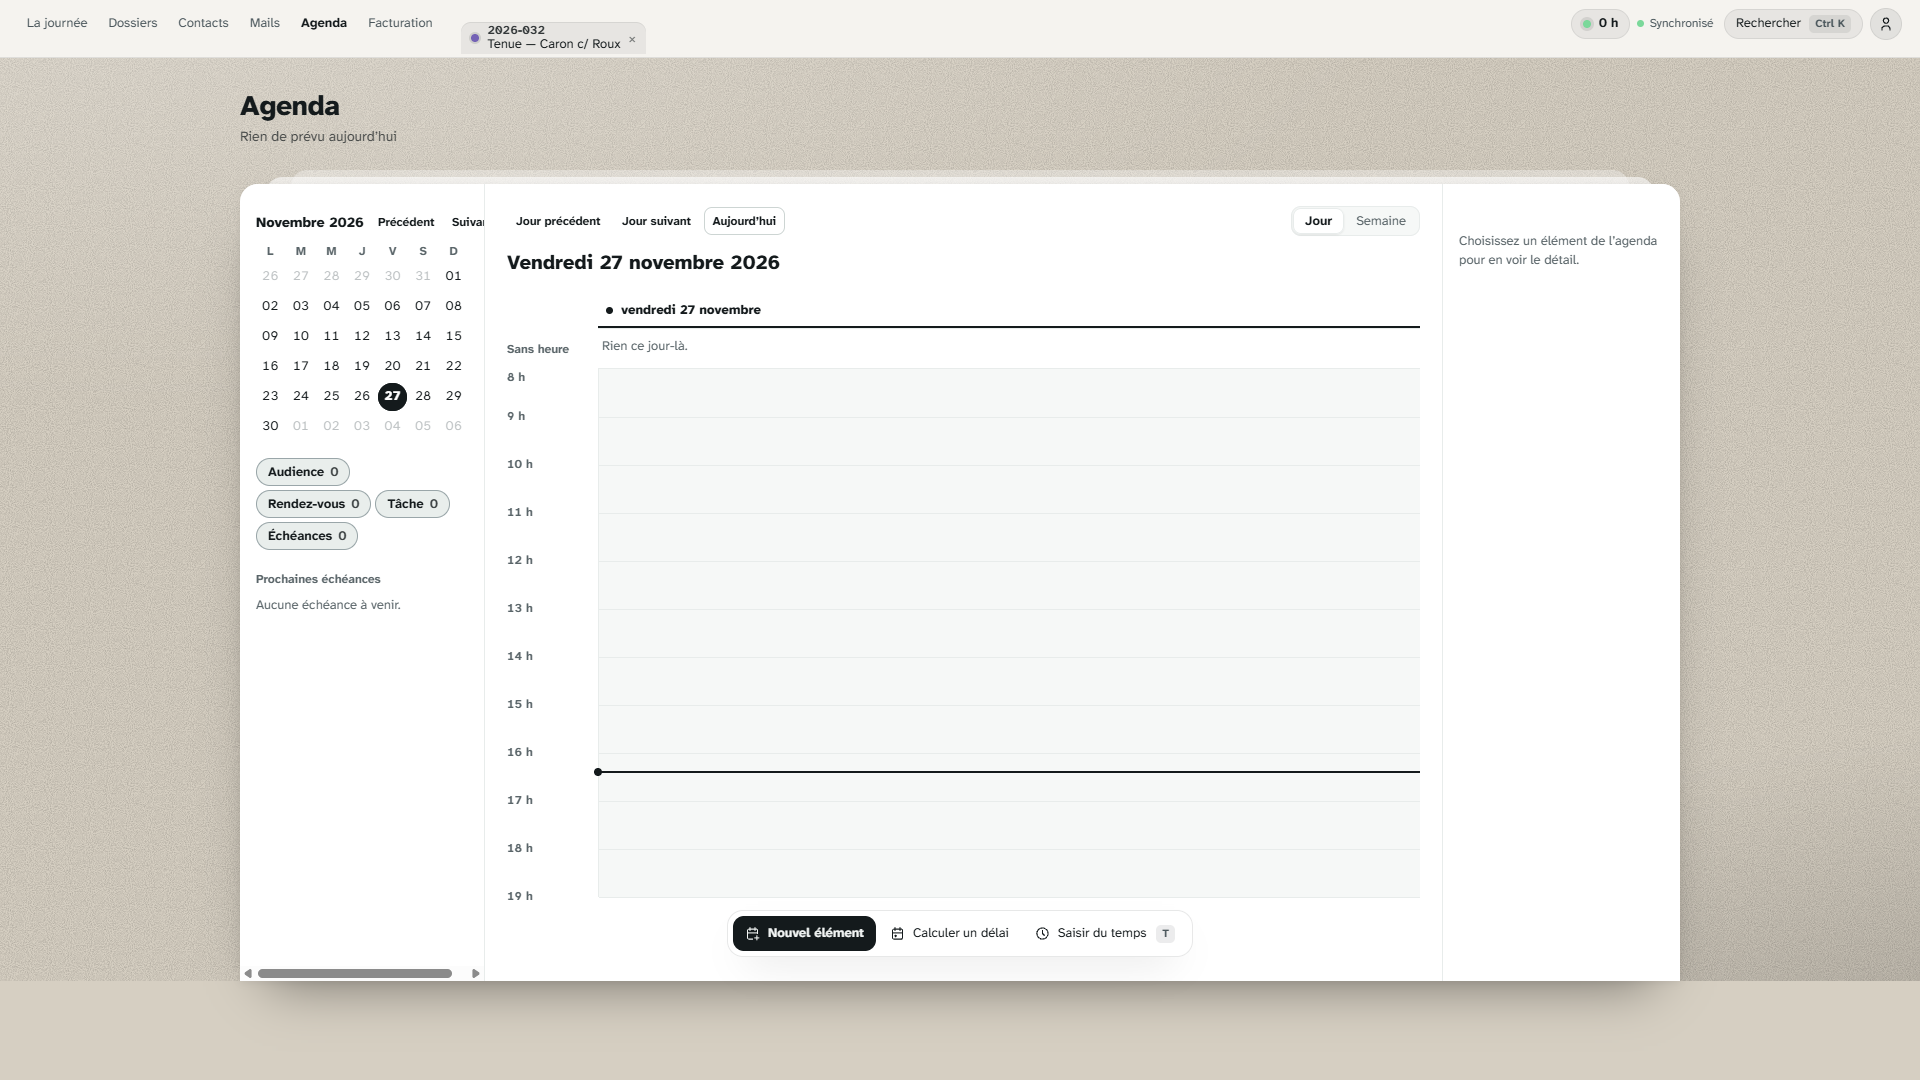 La journée Dossiers Contacts Mails Agenda Facturation
2026-032
Tenue — Caron c/ Roux ×
0 h Synchronisé Rechercher Ctrl K
Agenda
Rien de prévu aujourd’hui
Novembre 2026 Précédent
L M M J V S D
26 27 28 29 30 31 01
02 03 04 05 06 07 08
09 10 11 12 13 14 15
16 17 18 19 20 21 22
23 24 25 26 27 28 29
30 01 02 03 04 05 06
Audience 0
Rendez-vous 0 Tâche 0
Échéances 0
Prochaines échéances
Aucune échéance à venir.
Jour précédent Jour suivant Aujourd’hui Jour Semaine
Vendredi 27 novembre 2026
vendredi 27 novembre
Sans heure Rien ce jour-là.
8 h
9 h
10 h
11 h
12 h
13 h
14 h
15 h
16 h
17 h
18 h
19 h
Nouvel élément Calculer un délai Saisir du temps T
Choisissez un élément de l’agenda
pour en voir le détail.